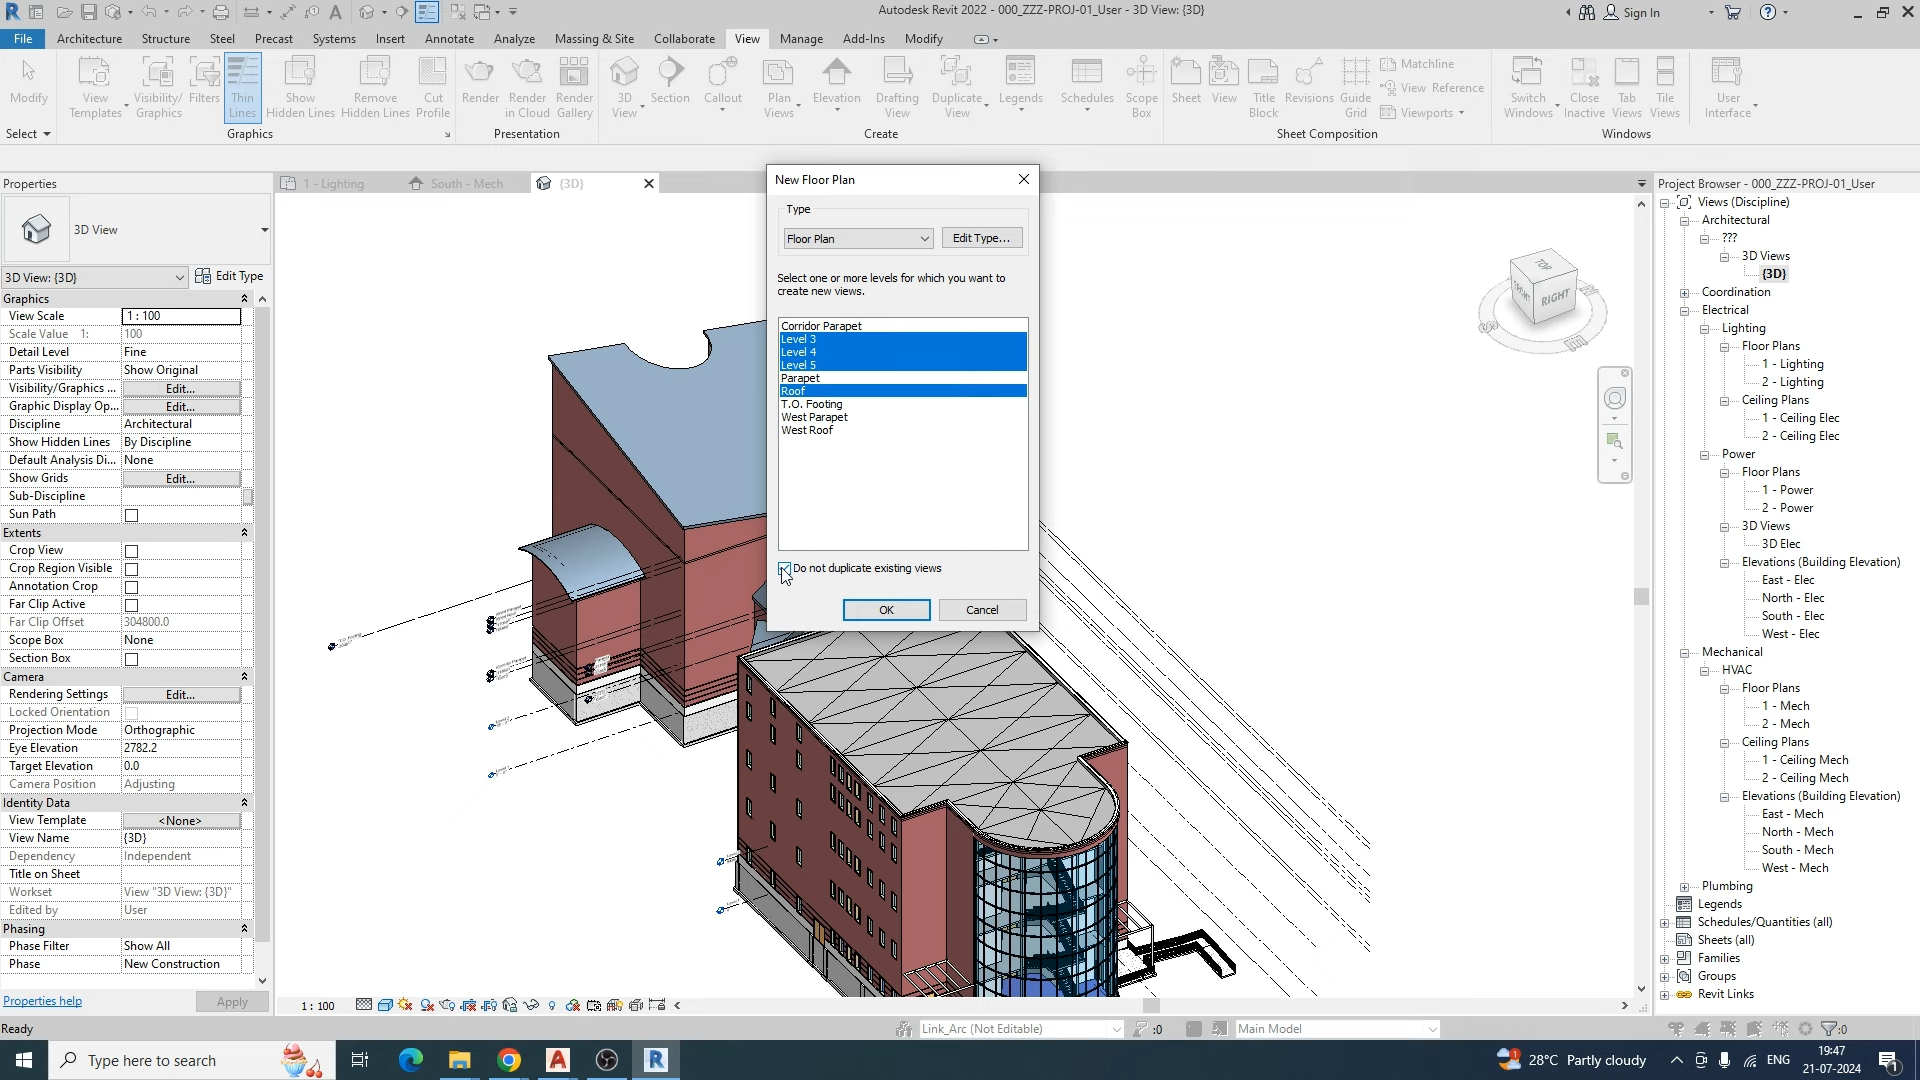 Autodesk Revit 2022 - 000_ZZZ-PROJ-01_User - 3D View: {3D}
Sign In
File Architecture Structure Steel Precast Systems Insert Annotate Analyze Massing & Site Collaborate View Manage Add-Ins Modify
Modify
View Templates
Visibility/ Graphics
Filters
Thin Lines
Show Hidden Lines
Remove Hidden Lines
Cut Profile
Render
Render in Cloud
Render Gallery
3D View
Section
Callout
Plan Views
Elevation
Drafting View
Duplicate View
Legends
Schedules
Scope Box
Sheet
View
Title Block
Revisions
Guide Grid
Matchline
View Reference
Viewports
Switch Windows
Close Inactive
Tab Views
Tile Views
User Interface
Select Graphics Presentation Create Sheet Composition Windows
Properties
1 - Lighting South - Mech {3D}
3D View
3D View: {3D} Edit Type
Graphics
View Scale 1 : 100
Scale Value 1: 100
Detail Level Fine
Parts Visibility Show Original
Visibility/Graphics ... Edit...
Graphic Display Op... Edit...
Discipline Architectural
Show Hidden Lines By Discipline
Default Analysis Di... None
Show Grids Edit...
Sub-Discipline
Sun Path
Extents
Crop View
Crop Region Visible
Annotation Crop
Far Clip Active
Far Clip Offset 304800.0
Scope Box None
Section Box
Camera
Rendering Settings Edit...
Locked Orientation
Projection Mode Orthographic
Eye Elevation 2782.2
Target Elevation 0.0
Camera Position Adjusting
Identity Data
View Template <None>
View Name {3D}
Dependency Independent
Title on Sheet
Workset View "3D View: {3D}"
Edited by User
Phasing
Phase Filter Show All
Phase New Construction
Properties help Apply
New Floor Plan
Type
Floor Plan Edit Type...
Select one or more levels for which you want to
create new views.
Corridor Parapet
Level 3
Level 4
Level 5
Parapet
Roof
T.O. Footing
West Parapet
West Roof
Do not duplicate existing views
OK Cancel
TOP
FRONT
RIGHT
Project Browser - 000_ZZZ-PROJ-01_User
Views (Discipline)
Architectural
???
3D Views
{3D}
Coordination
Electrical
Lighting
Floor Plans
1 - Lighting
2 - Lighting
Ceiling Plans
1 - Ceiling Elec
2 - Ceiling Elec
Power
Floor Plans
1 - Power
2 - Power
3D Views
3D Elec
Elevations (Building Elevation)
East - Elec
North - Elec
South - Elec
West - Elec
Mechanical
HVAC
Floor Plans
1 - Mech
2 - Mech
Ceiling Plans
1 - Ceiling Mech
2 - Ceiling Mech
Elevations (Building Elevation)
East - Mech
North - Mech
South - Mech
West - Mech
Plumbing
Legends
Schedules/Quantities (all)
Sheets (all)
Families
Groups
Revit Links
1 : 100
Ready
Link_Arc (Not Editable)
:0
Main Model
:0
Type here to search
28°C Partly cloudy
ENG
19:47
21-07-2024
1